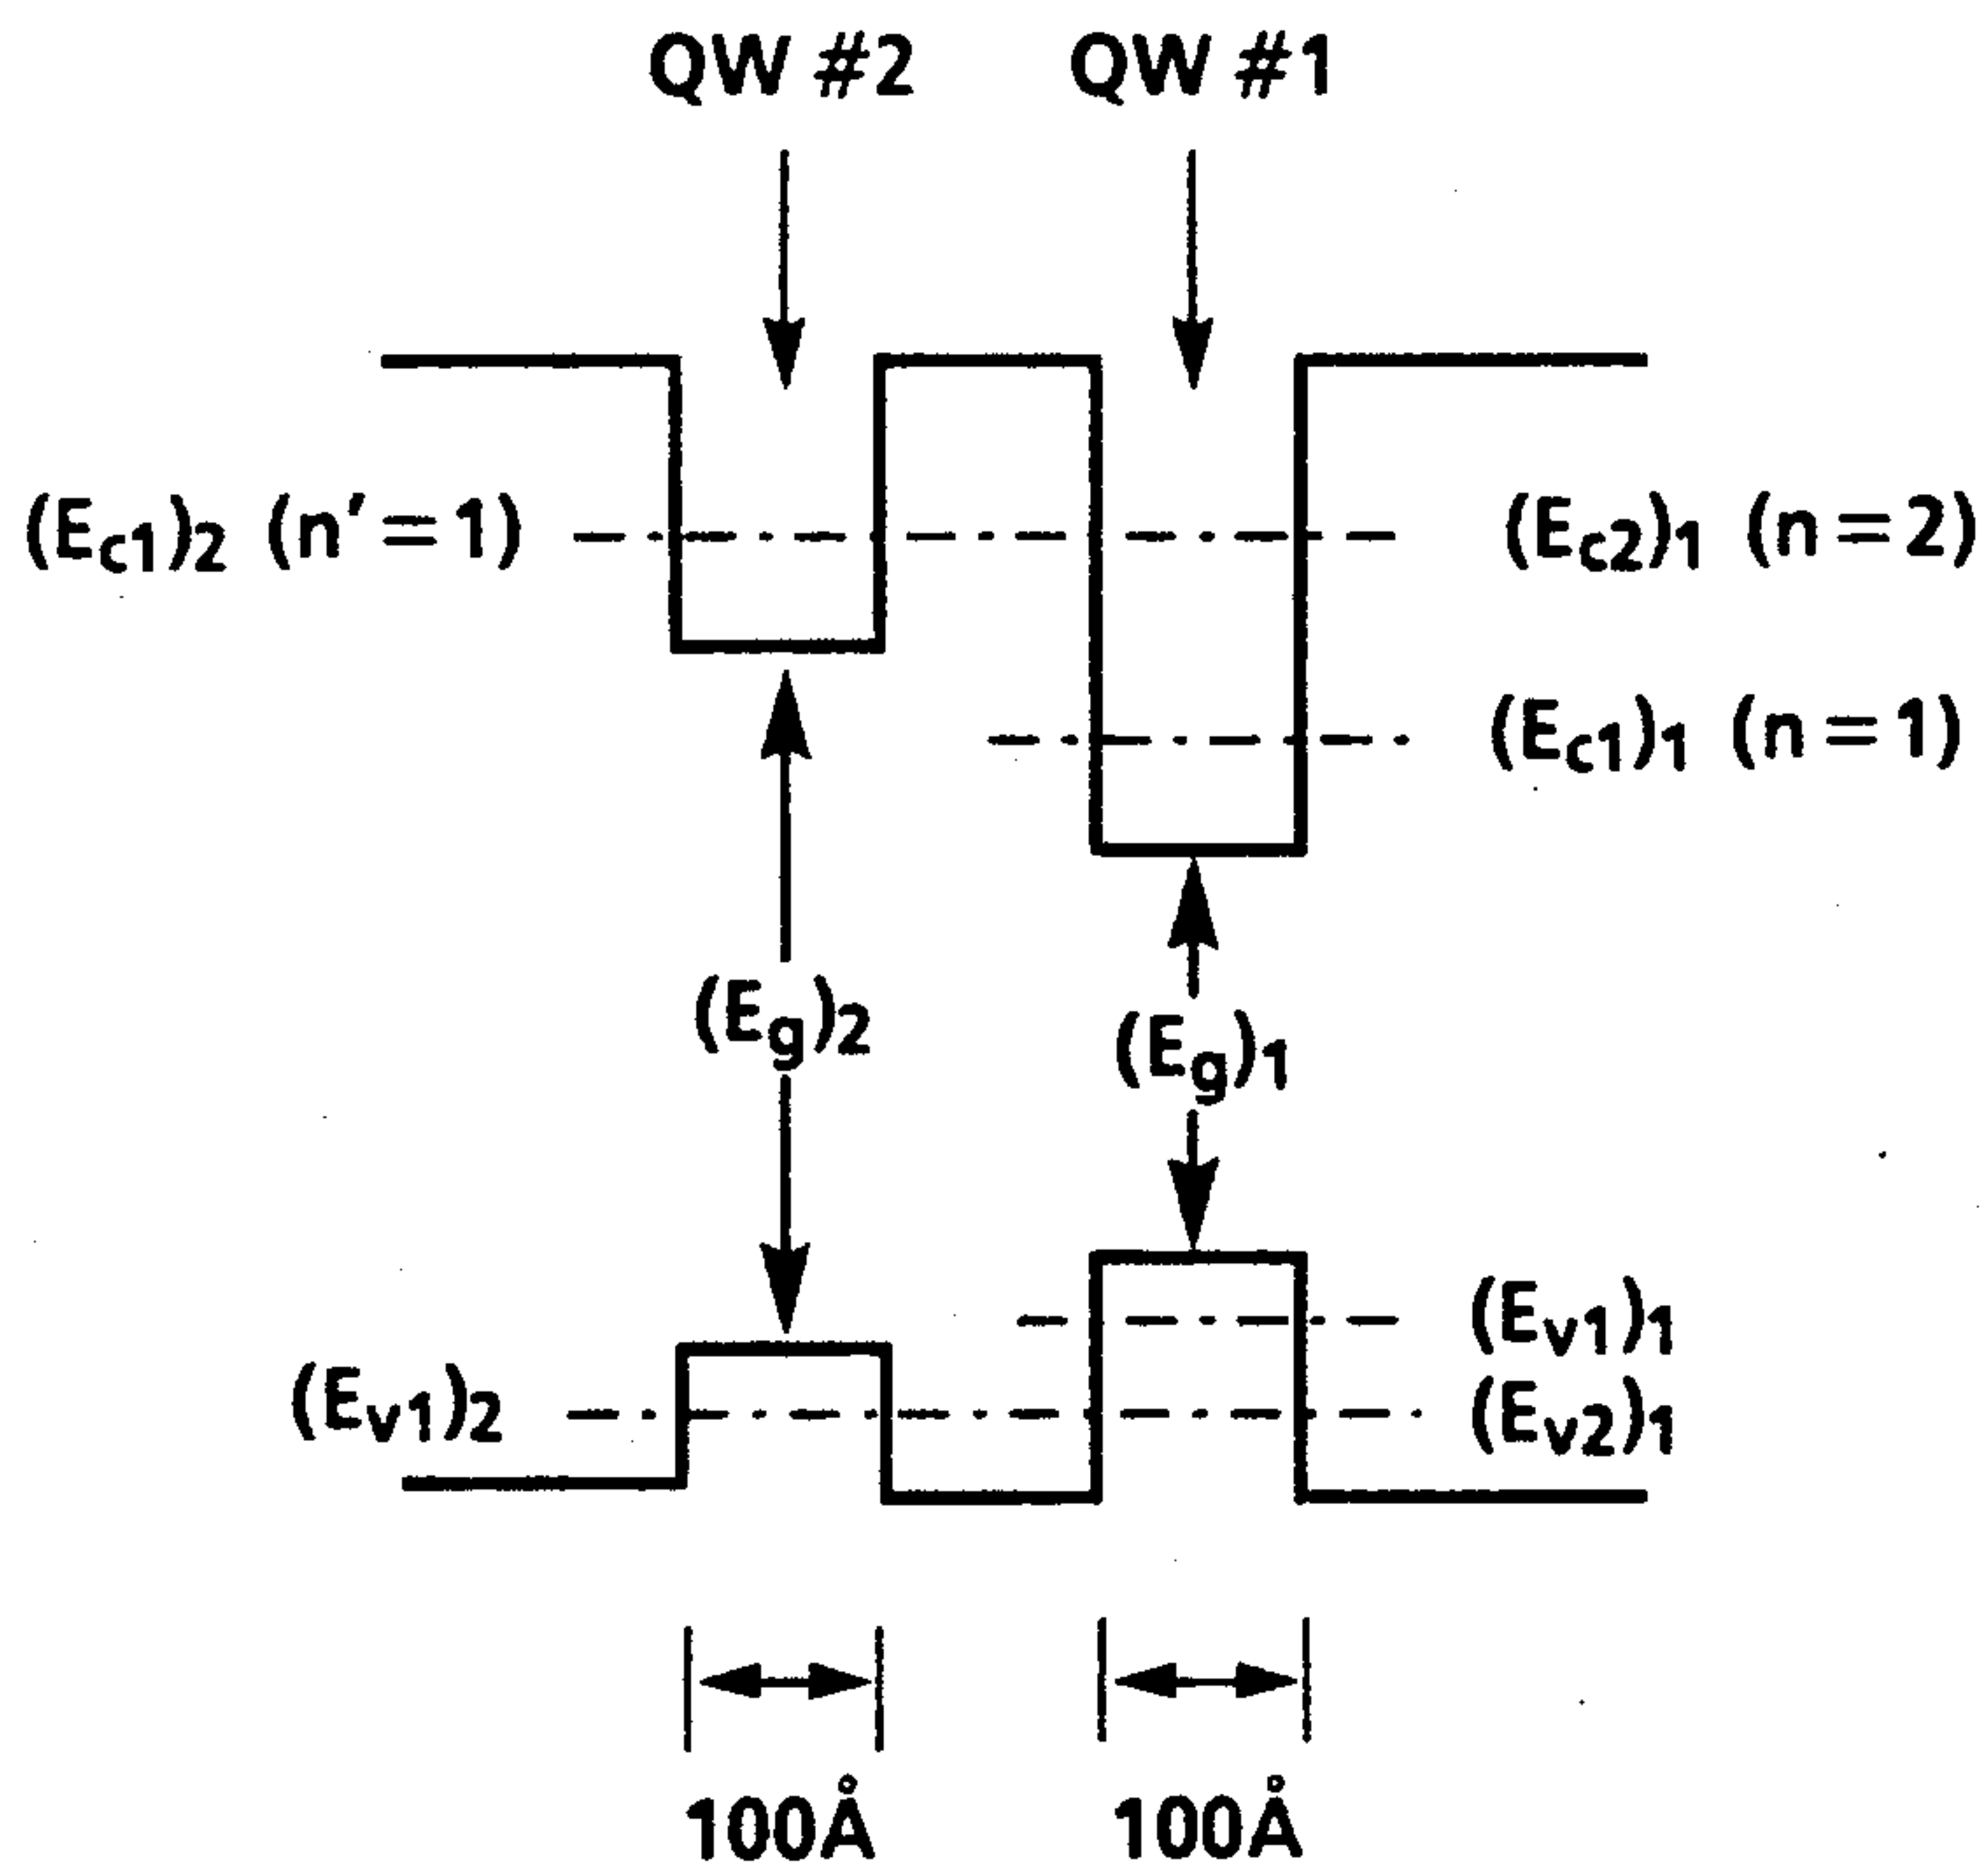 QW #2 QW #1
(Ec1)2 (n′=1) (Ec2)1 (n=2)
(Ec1)1 (n=1)
(Eg)2
(Eg)1
(Ev1)1
(Ev1)2
(Ev2)1
100Å 100Å